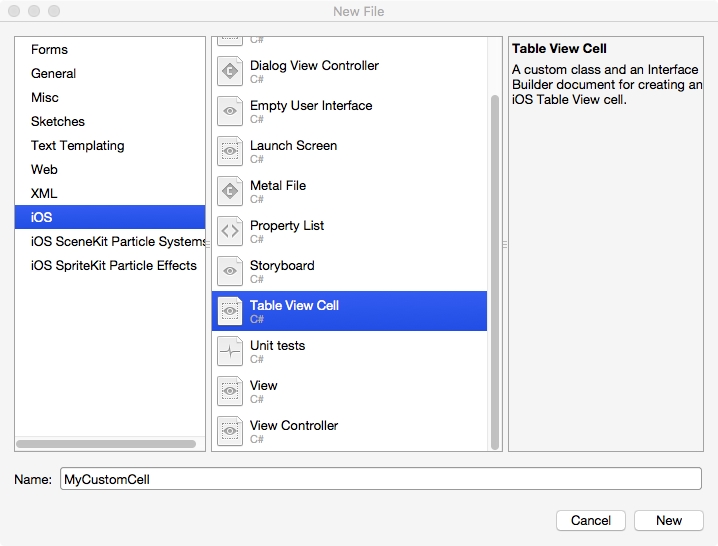 New File
Forms
General
Misc
Sketches
Text Templating
Web
XML
iOS
iOS SceneKit Particle Systems
iOS SpriteKit Particle Effects
C#
Dialog View Controller
C#
Empty User Interface
C#
Launch Screen
C#
Metal File
C#
Property List
C#
Storyboard
C#
Table View Cell
C#
Unit tests
C#
View
C#
View Controller
C#
Table View Cell
A custom class and an Interface
Builder document for creating an
iOS Table View cell.
Name: MyCustomCell
Cancel New